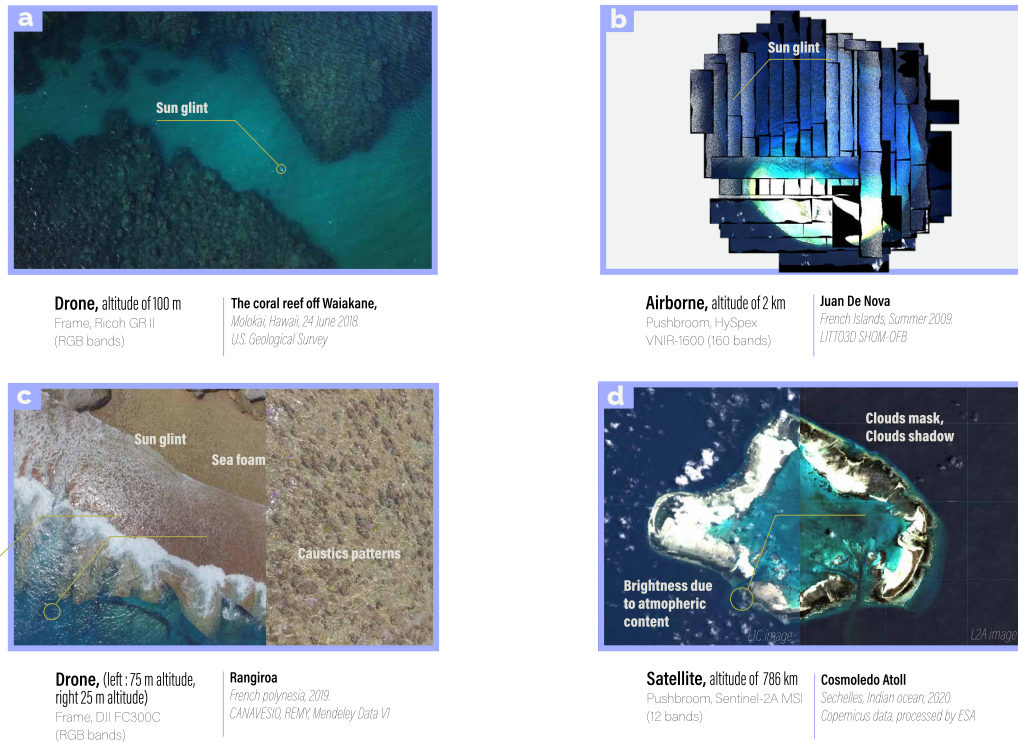 a
Sun glint
Drone, altitude of 100 m
Frame, Ricoh GR II
(RGB bands)
The coral reef off Waiakane,
Molokai, Hawaii, 24 June 2018.
U.S. Geological Survey
b
Sun glint
Airborne, altitude of 2 km
Pushbroom, HySpex
VNIR-1600 (160 bands)
Juan De Nova
French Islands, Summer 2009.
LITTO3D SHOM-OFB
c
Sun glint
Sea foam
Caustics patterns
Drone, (left : 75 m altitude,
right 25 m altitude)
Frame, DJI FC300C
(RGB bands)
Rangiroa
French polynesia, 2019.
CANAVESIO, REMY, Mendeley Data V1
d
Clouds mask,
Clouds shadow
Brightness due
to atmopheric
content
L1C image
L2A image
Satellite, altitude of 786 km
Pushbroom, Sentinel-2A MSI
(12 bands)
Cosmoledo Atoll
Sechelles, Indian ocean, 2020.
Copernicus data, processed by ESA